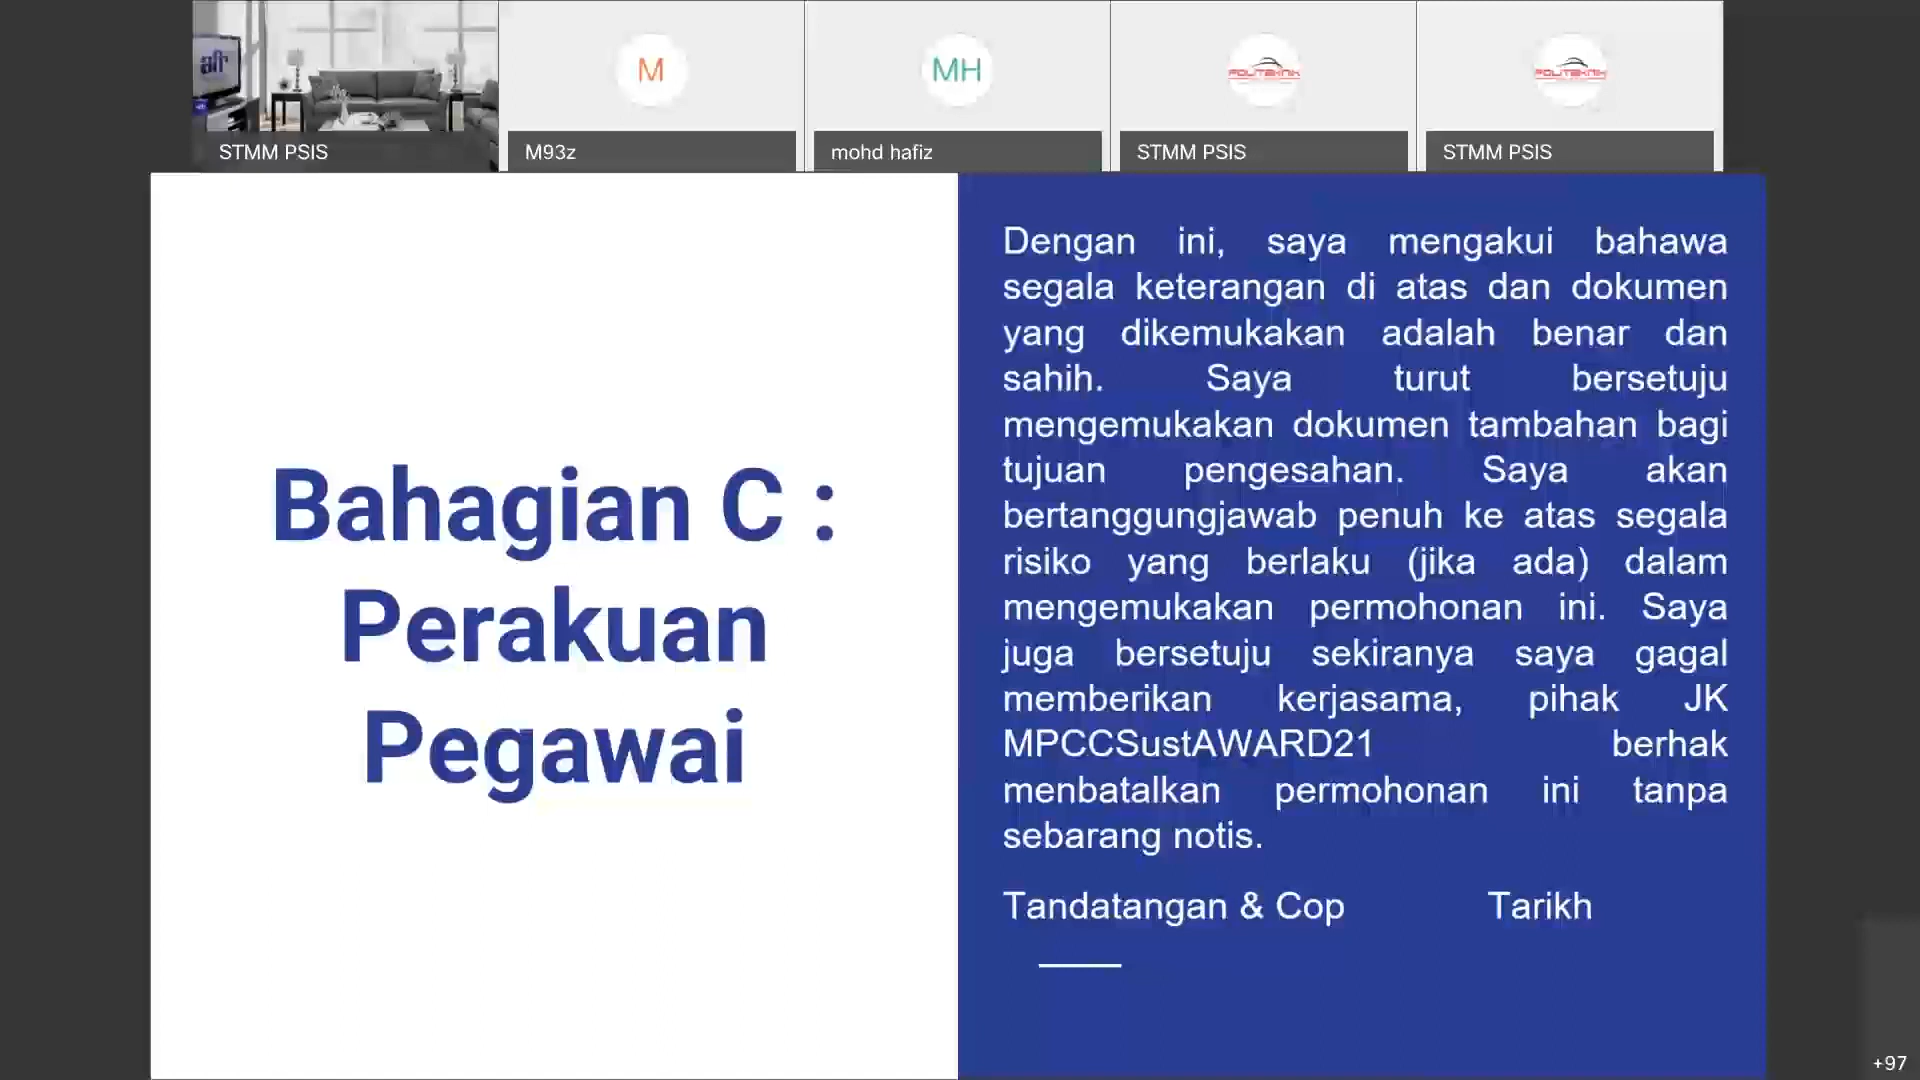 afr
M
MH
POLITEKNIK
POLITEKNIK
STMM PSIS
M93z
mohd hafiz
STMM PSIS
STMM PSIS
Bahagian C :
Perakuan
Pegawai
Dengan ini, saya mengakui bahawa
segala keterangan di atas dan dokumen
yang dikemukakan adalah benar dan
sahih. Saya turut bersetuju
mengemukakan dokumen tambahan bagi
tujuan pengesahan. Saya akan
bertanggungjawab penuh ke atas segala
risiko yang berlaku (jika ada) dalam
mengemukakan permohonan ini. Saya
juga bersetuju sekiranya saya gagal
memberikan kerjasama, pihak JK
MPCCSustAWARD21 berhak
menbatalkan permohonan ini tanpa
sebarang notis.
Tandatangan & Cop Tarikh
+97